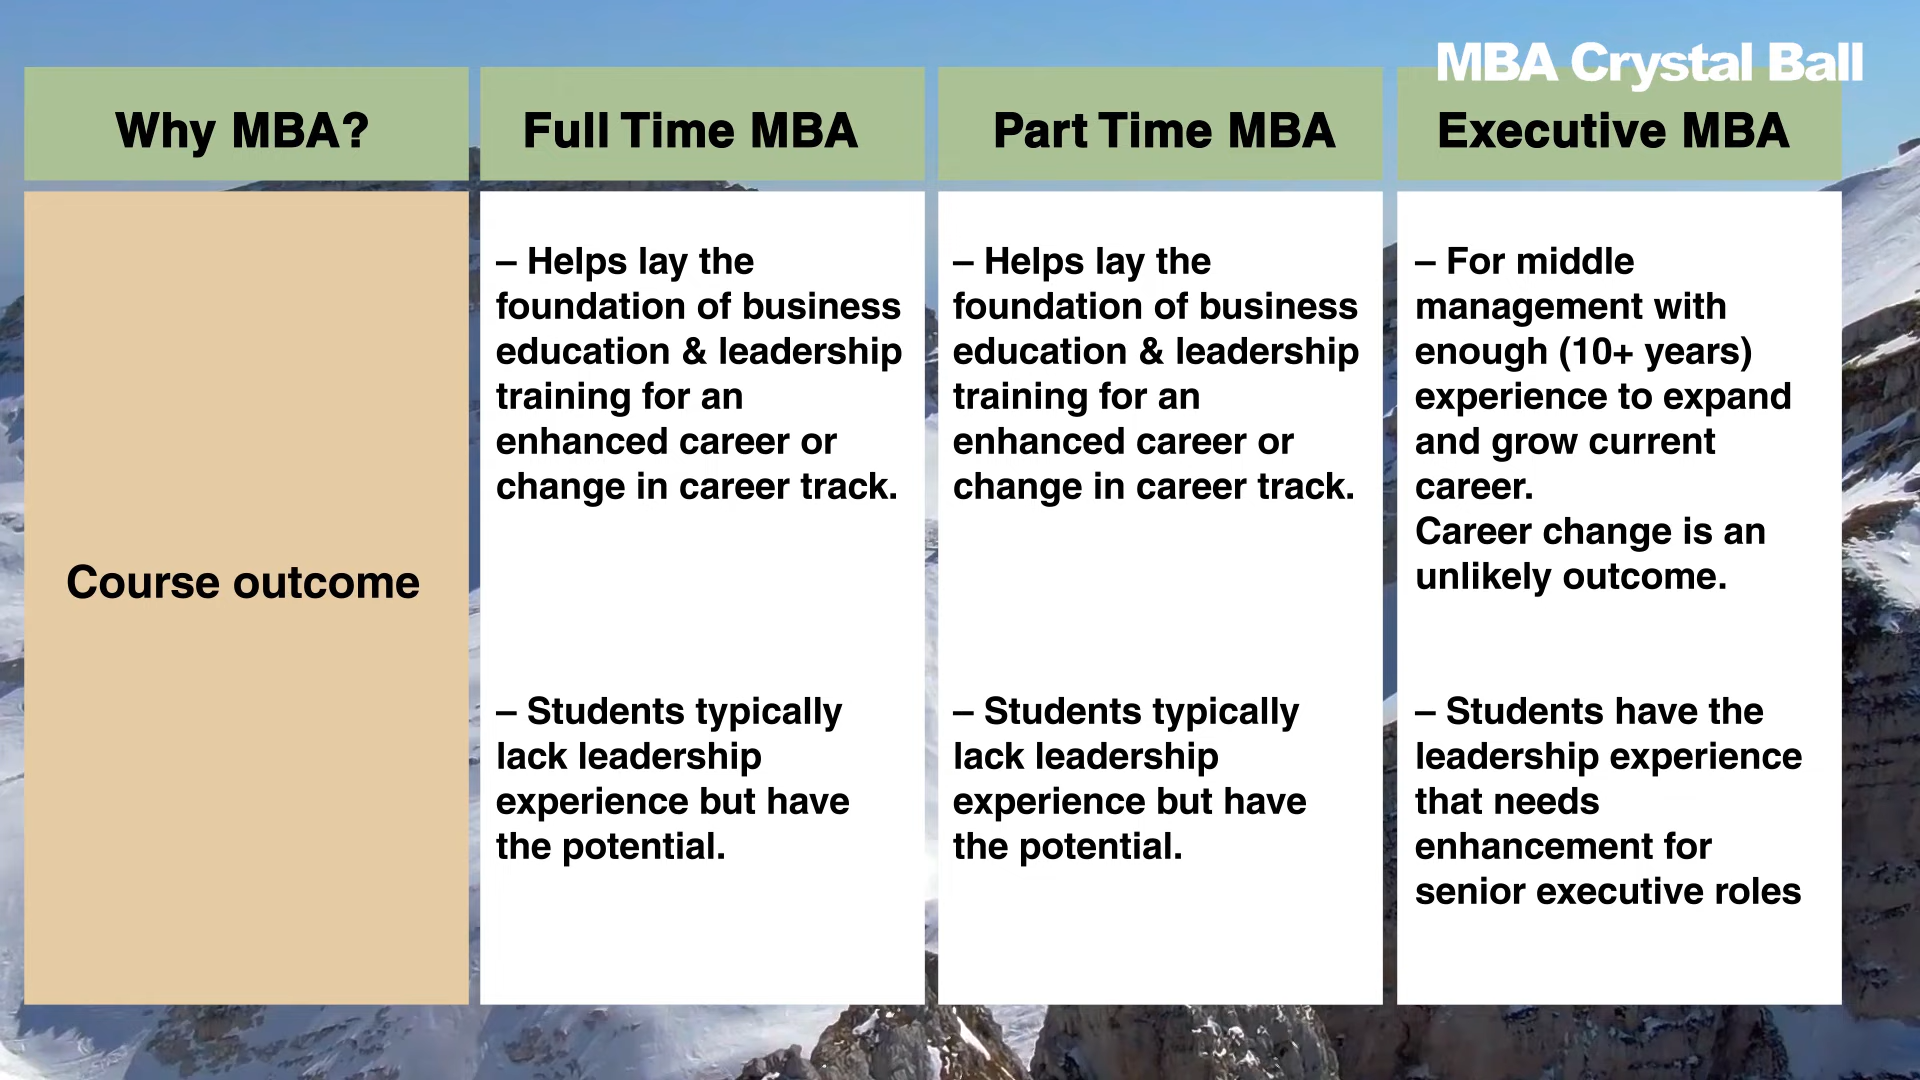 MBA Crystal Ball
Why MBA?
Full Time MBA
Part Time MBA
Executive MBA
Course outcome
– Helps lay the
foundation of business
education & leadership
training for an
enhanced career or
change in career track.
– Students typically
lack leadership
experience but have
the potential.
– Helps lay the
foundation of business
education & leadership
training for an
enhanced career or
change in career track.
– Students typically
lack leadership
experience but have
the potential.
– For middle
management with
enough (10+ years)
experience to expand
and grow current
career.
Career change is an
unlikely outcome.
– Students have the
leadership experience
that needs
enhancement for
senior executive roles